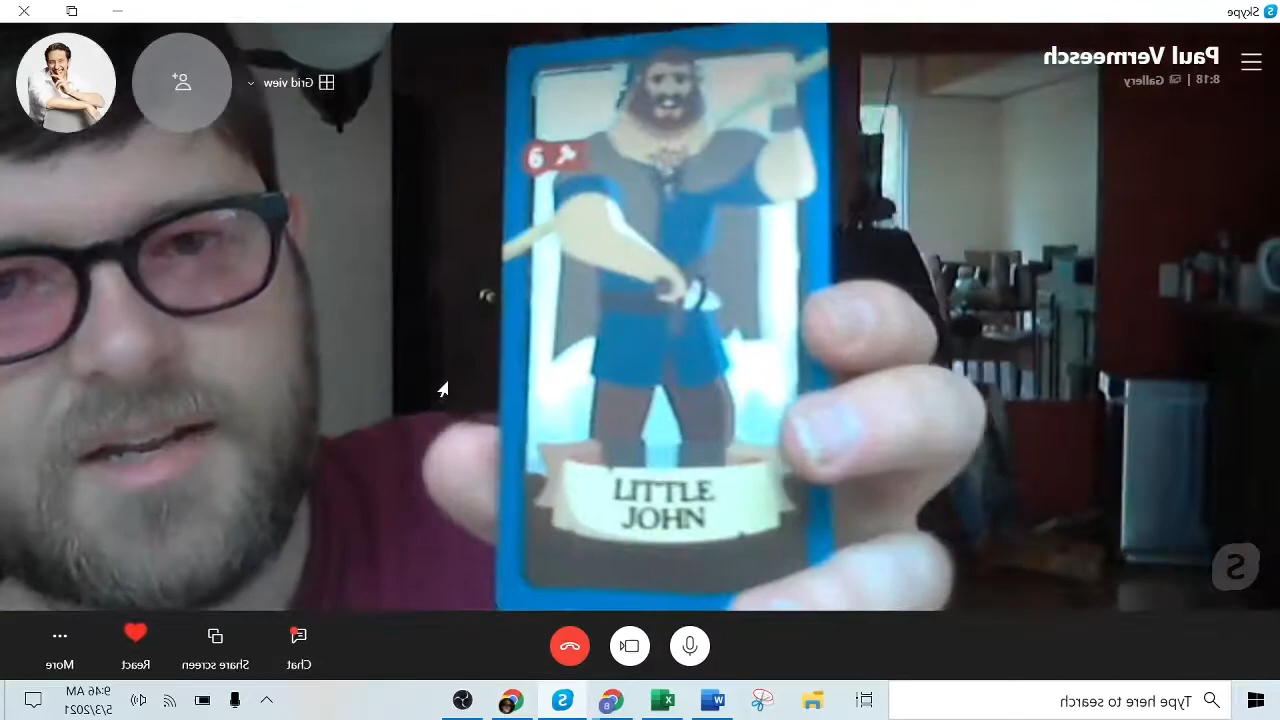 Skype
Paul Vermeesch
8:18 | Gallery
Grid view
6
LITTLE
JOHN
S
More
React
Share screen
Chat
Type here to search
9:46 AM
5/3/2021